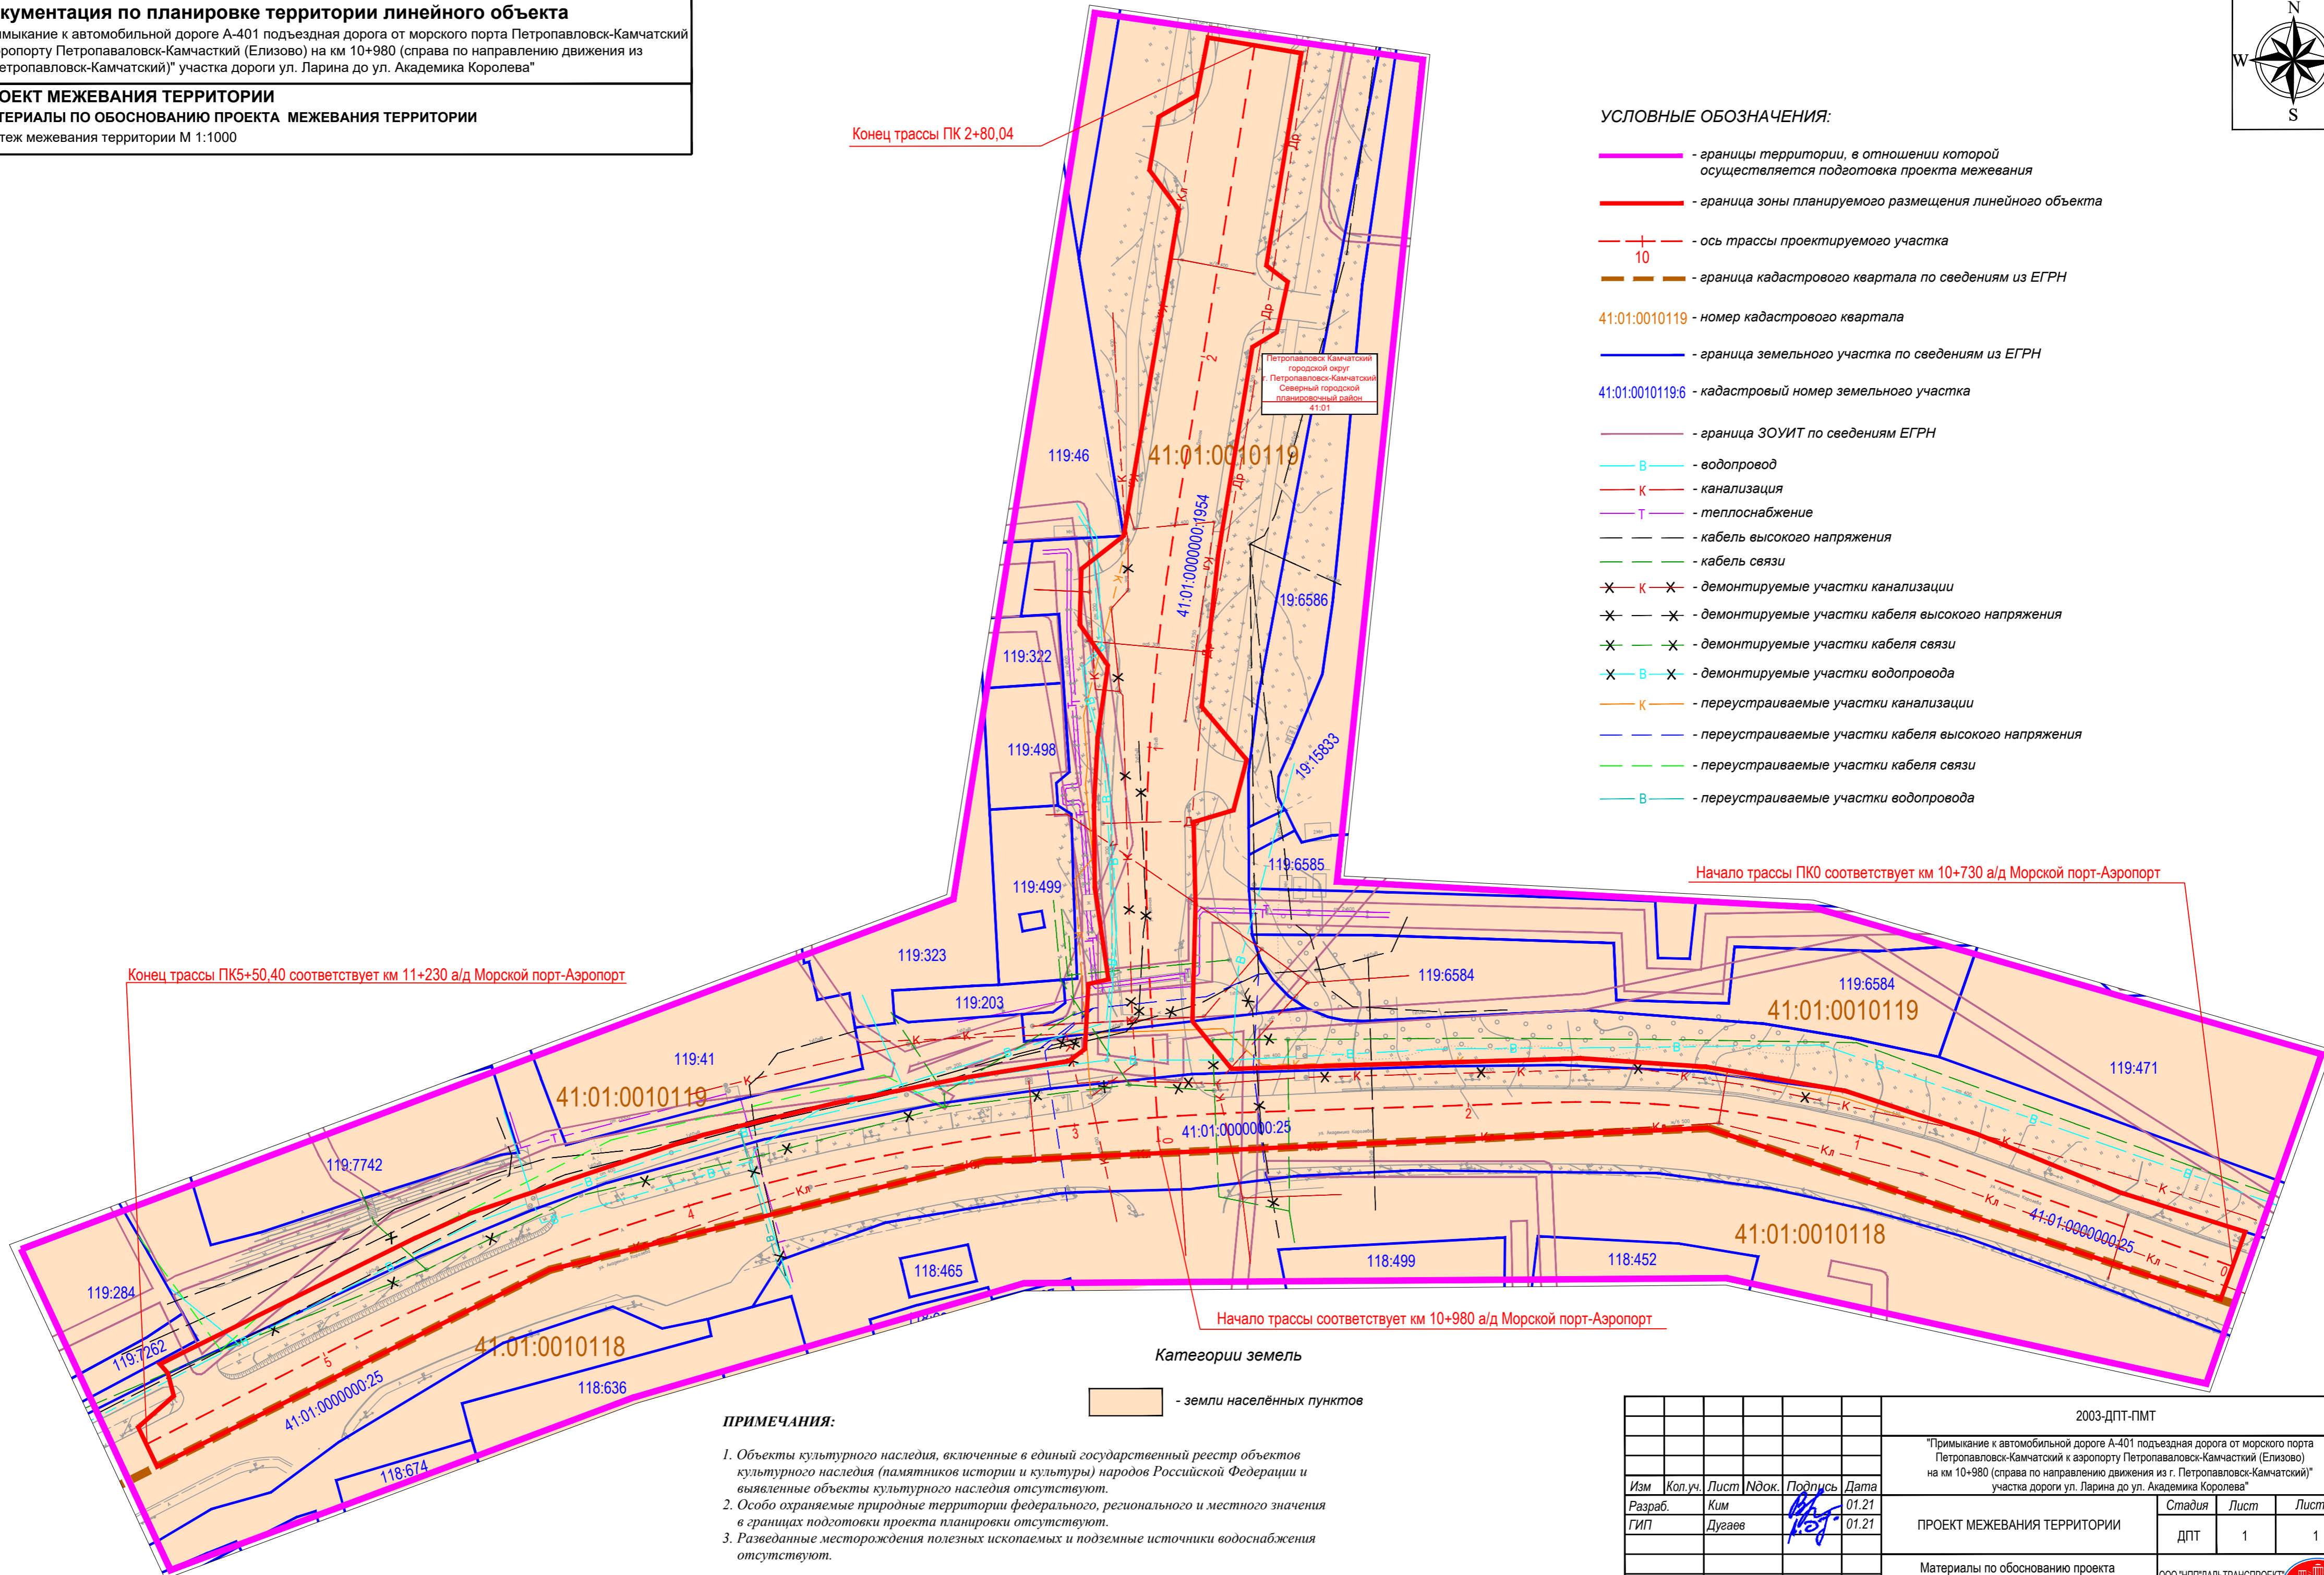 кументация по планировке территории линейного объекта
имыкание к автомобильной дороге А-401 подъездная дорога от морского порта Петропавловск-Камчатский
ропорту Петропаваловск-Камчасткий (Елизово) на км 10+980 (справа по направлению движения из
етропавловск-Камчатский)" участка дороги ул. Ларина до ул. Академика Королева"
ОЕКТ МЕЖЕВАНИЯ ТЕРРИТОРИИ
ТЕРИАЛЫ ПО ОБОСНОВАНИЮ ПРОЕКТА МЕЖЕВАНИЯ ТЕРРИТОРИИ
теж межевания территории М 1:1000
N
W
S
УСЛОВНЫЕ ОБОЗНАЧЕНИЯ:
- границы территории, в отношении которой
осуществляется подготовка проекта межевания
- граница зоны планируемого размещения линейного объекта
10
- ось трассы проектируемого участка
- граница кадастрового квартала по сведениям из ЕГРН
41:01:0010119 - номер кадастрового квартала
- граница земельного участка по сведениям из ЕГРН
41:01:0010119:6 - кадастровый номер земельного участка
- граница ЗОУИТ по сведениям ЕГРН
В - водопровод
К - канализация
Т - теплоснабжение
- кабель высокого напряжения
- кабель связи
К - демонтируемые участки канализации
- демонтируемые участки кабеля высокого напряжения
- демонтируемые участки кабеля связи
В - демонтируемые участки водопровода
К - переустраиваемые участки канализации
- переустраиваемые участки кабеля высокого напряжения
- переустраиваемые участки кабеля связи
В - переустраиваемые участки водопровода
Конец трассы ПК 2+80,04
Петропавловск Камчатский
городской округ
г. Петропавловск-Камчатский
Северный городской
планировочный район
41:01
119:46
41:01:0010119
41:01:0000000:1954
19:6586
119:322
119:498
19:15833
119:6585
119:499
Начало трассы ПК0 соответствует км 10+730 а/д Морской порт-Аэропорт
Конец трассы ПК5+50,40 соответствует км 11+230 а/д Морской порт-Аэропорт
119:323
119:203
119:6584
119:6584
41:01:0010119
119:41
119:471
41:01:0010119
41:01:0000000:25
119:7742
119:284
119:7262
41:01:0000000:25
41:01:0010118
118:465
118:499
118:452
41:01:0010118
41:01:0000000:25
118:636
118:674
Начало трассы соответствует км 10+980 а/д Морской порт-Аэропорт
Категории земель
- земли населённых пунктов
ПРИМЕЧАНИЯ:
1. Объекты культурного наследия, включенные в единый государственный реестр объектов
культурного наследия (памятников истории и культуры) народов Российской Федерации и
выявленные объекты культурного наследия отсутствуют.
2. Особо охраняемые природные территории федерального, регионального и местного значения
в границах подготовки проекта планировки отсутствуют.
3. Разведанные месторождения полезных ископаемых и подземные источники водоснабжения
отсутствуют.
2003-ДПТ-ПМТ
"Примыкание к автомобильной дороге А-401 подъездная дорога от морского порта
Петропавловск-Камчатский к аэропорту Петропаваловск-Камчасткий (Елизово)
на км 10+980 (справа по направлению движения из г. Петропавловск-Камчатский)"
участка дороги ул. Ларина до ул. Академика Королева"
Изм Кол.уч. Лист Nдок. Подпись Дата
Разраб. Ким 01.21
ГИП Дугаев 01.21
ПРОЕКТ МЕЖЕВАНИЯ ТЕРРИТОРИИ
Стадия Лист Лист
ДПТ 1 1
Материалы по обоснованию проекта
ООО "НПП"ДАЛЬТРАНСПРОЕКТ"